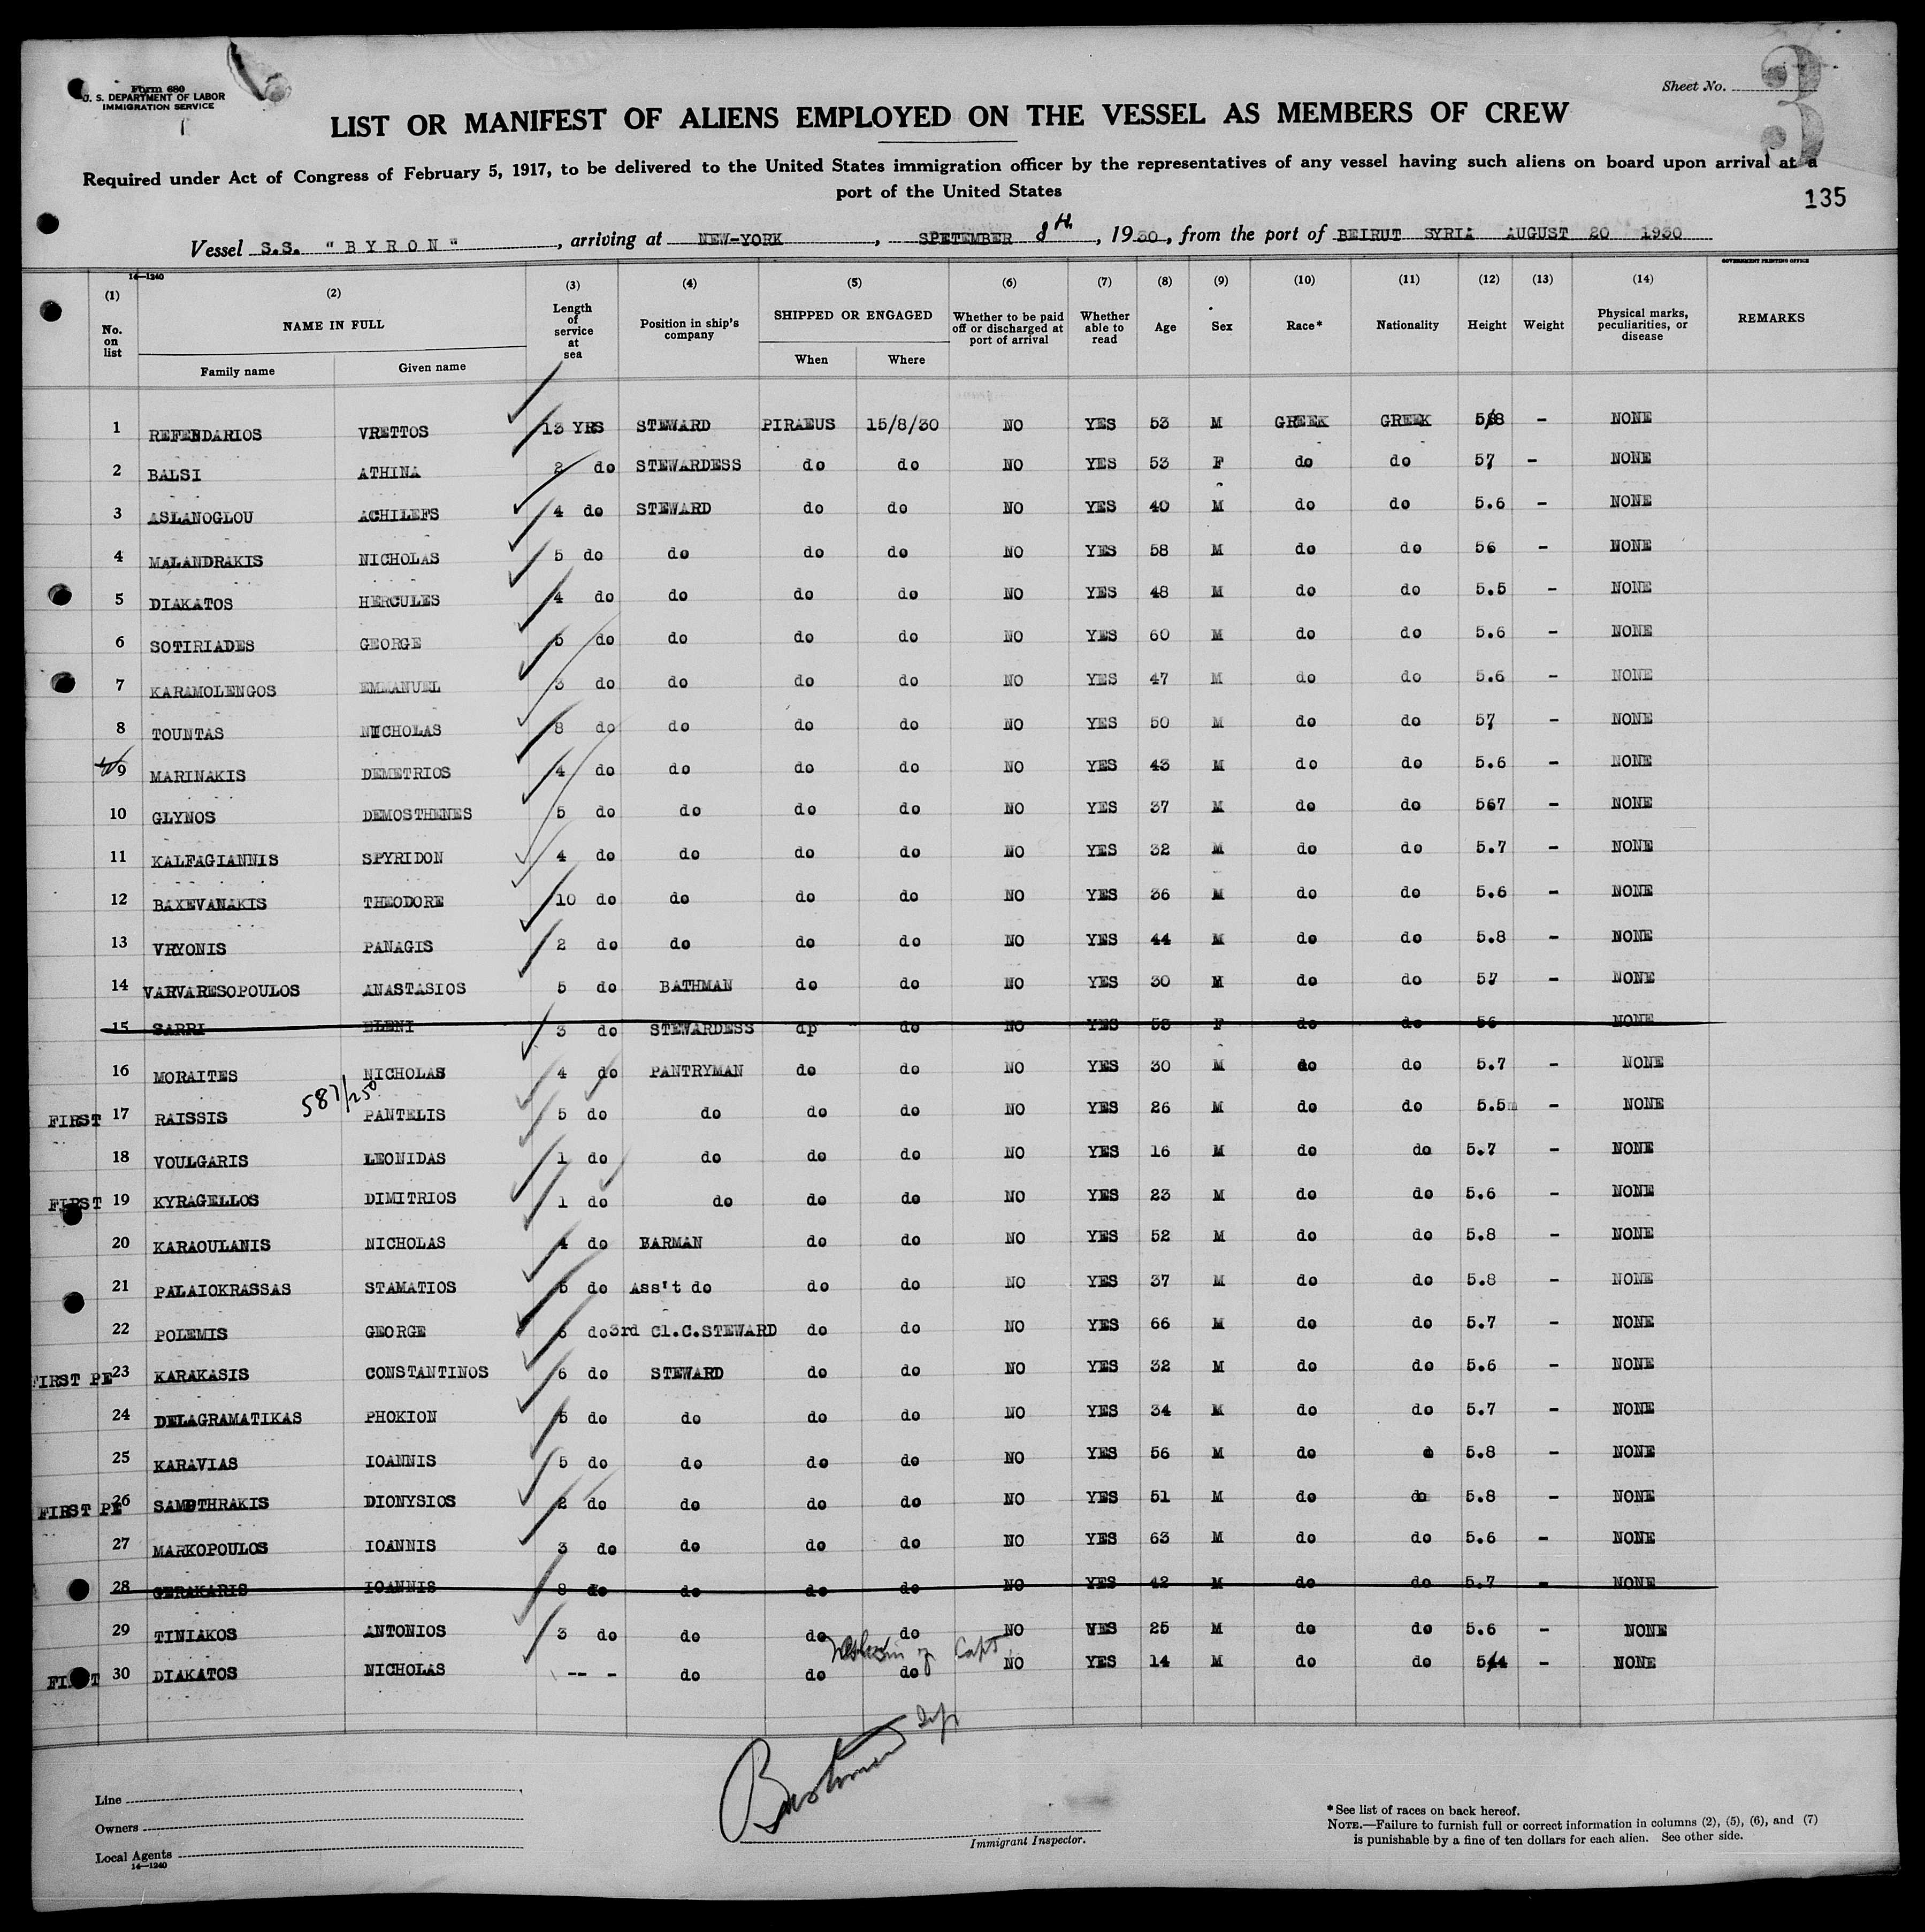 Form 680
U. S. DEPARTMENT OF LABOR
IMMIGRATION SERVICE
Sheet No. 3
LIST OR MANIFEST OF ALIENS EMPLOYED ON THE VESSEL AS MEMBERS OF CREW
Required under Act of Congress of February 5, 1917, to be delivered to the United States immigration officer by the representatives of any vessel having such aliens on board upon arrival at a
port of the United States
135
Vessel S.S. "BYRON", arriving at NEW-YORK, SPETEMBER 8th, 1930, from the port of BEIRUT SYRIA AUGUST 20 1930
14—1240
GOVERNMENT PRINTING OFFICE
(1) (2) (3) (4) (5) (6) (7) (8) (9) (10) (11) (12) (13) (14)
No. on list NAME IN FULL Family name Given name Length of service at sea Position in ship's company SHIPPED OR ENGAGED When Where Whether to be paid off or discharged at port of arrival Whether able to read Age Sex Race* Nationality Height Weight Physical marks, peculiarities, or disease REMARKS
1 REFENDARIOS VRETTOS 13 YRS STEWARD PIRAEUS 15/8/30 NO YES 53 M GREEK GREEK 5/8 - NONE
2 BALSI ATHINA 2 do STEWARDESS do do NO YES 53 F do do 57 - NONE
3 ASLANOGLOU ACHILEFS 4 do STEWARD do do NO YES 40 M do do 5.6 - NONE
4 MALANDRAKIS NICHOLAS 5 do do do do NO YES 58 M do do 56 - NONE
5 DIAKATOS HERCULES 4 do do do do NO YES 48 M do do 5.5 - NONE
6 SOTIRIADES GEORGE 5 do do do do NO YES 60 M do do 5.6 - NONE
7 KARAMOLENGOS EMMANUEL 3 do do do do NO YES 47 M do do 5.6 - NONE
8 TOUNTAS NICHOLAS 8 do do do do NO YES 50 M do do 57 - NONE
9 MARINAKIS DEMETRIOS 4 do do do do NO YES 43 M do do 5.6 - NONE
10 GLYNOS DEMOSTHENES 5 do do do do NO YES 37 M do do 567 - NONE
11 KALFAGIANNIS SPYRIDON 4 do do do do NO YES 32 M do do 5.7 - NONE
12 BAXEVANAKIS THEODORE 10 do do do do NO YES 36 M do do 5.6 - NONE
13 VRYONIS PANAGIS 2 do do do do NO YES 44 M do do 5.8 - NONE
14 VARVARESOPOULOS ANASTASIOS 5 do BATHMAN do do NO YES 30 M do do 57 - NONE
15 SARRI ELENI 3 do STEWARDESS dp do NO YES 53 F do do 56 NONE
16 MORAITES NICHOLAS 4 do PANTRYMAN do do NO YES 30 M do do 5.7 - NONE
587/250
FIRST 17 RAISSIS PANTELIS 5 do do do do NO YES 26 M do do 5.5 - NONE
18 VOULGARIS LEONIDAS 1 do do do do NO YES 16 M do do 5.7 - NONE
FIRST 19 KYRAGELLOS DIMITRIOS 1 do do do do NO YES 23 M do do 5.6 - NONE
20 KARAOULANIS NICHOLAS 4 do BARMAN do do NO YES 52 M do do 5.8 - NONE
21 PALAIOKRASSAS STAMATIOS 5 do Ass't do do do NO YES 37 M do do 5.8 - NONE
22 POLEMIS GEORGE 6 do 3rd Cl.C.STEWARD do do NO YES 66 M do do 5.7 - NONE
FIRST PE 23 KARAKASIS CONSTANTINOS 6 do STEWARD do do NO YES 32 M do do 5.6 - NONE
24 DELAGRAMATIKAS PHOKION 5 do do do do NO YES 34 M do do 5.7 - NONE
25 KARAVIAS IOANNIS 5 do do do do NO YES 56 M do 5.8 - NONE
FIRST PE 26 SAMOTHRAKIS DIONYSIOS 2 do do do do NO YES 51 M do do 5.8 - NONE
27 MARKOPOULOS IOANNIS 3 do do do do NO YES 63 M do do 5.6 - NONE
28 GERAKARIS IOANNIS 8 do do do do NO YES 42 M do do 5.7 - NONE
29 TINIAKOS ANTONIOS 3 do do do do NO YES 25 M do do 5.6 - NONE
FIRST 30 DIAKATOS NICHOLAS -- - do do do NO YES 14 M do do 5/4 - NONE
Line
Owners
Local Agents
14—1240
Immigrant Inspector.
*See list of races on back hereof.
NOTE.—Failure to furnish full or correct information in columns (2), (5), (6), and (7)
is punishable by a fine of ten dollars for each alien. See other side.